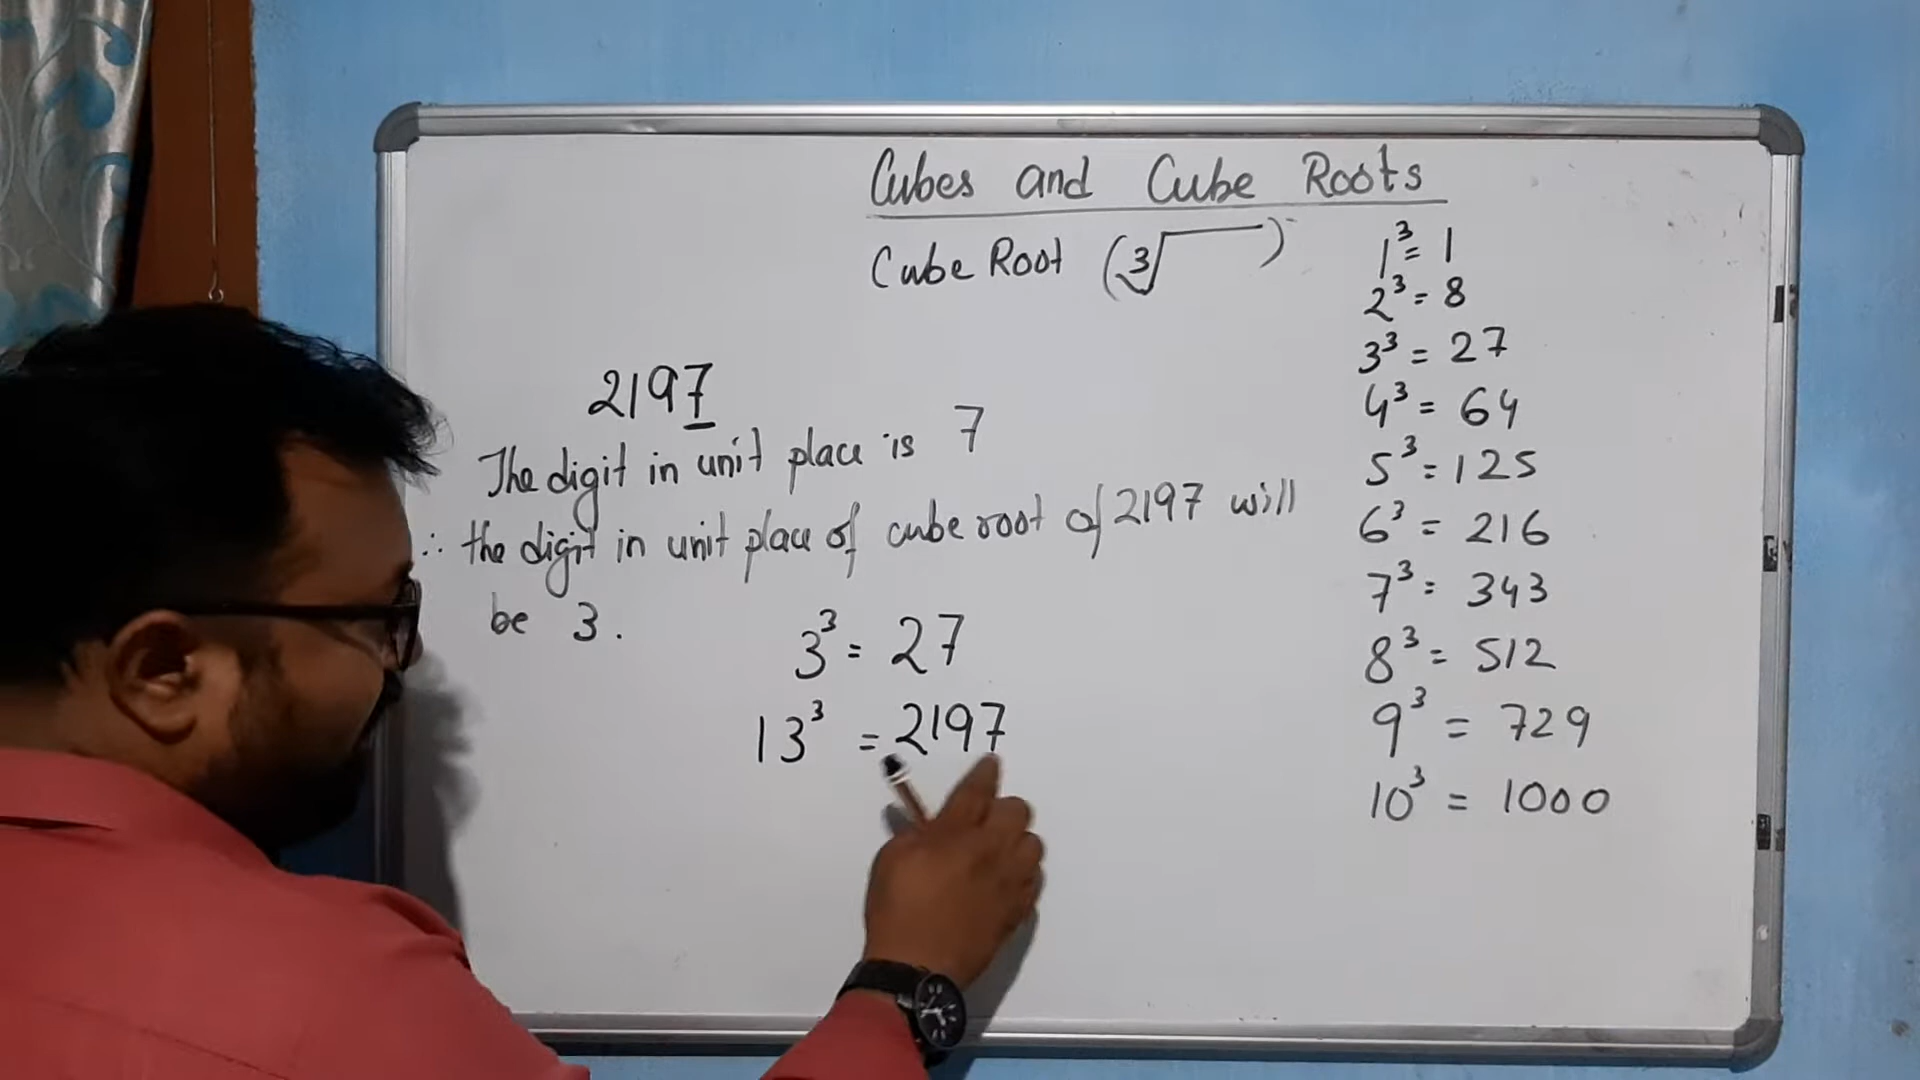 Cubes and Cube Roots
Cube Root (∛ )
2197
The digit in unit place is 7
∴ the digit in unit place of cube root of 2197 will
be 3.
3³ = 27
13³ = 2197
1³ = 1
2³ = 8
3³ = 27
4³ = 64
5³ = 125
6³ = 216
7³ = 343
8³ = 512
9³ = 729
10³ = 1000